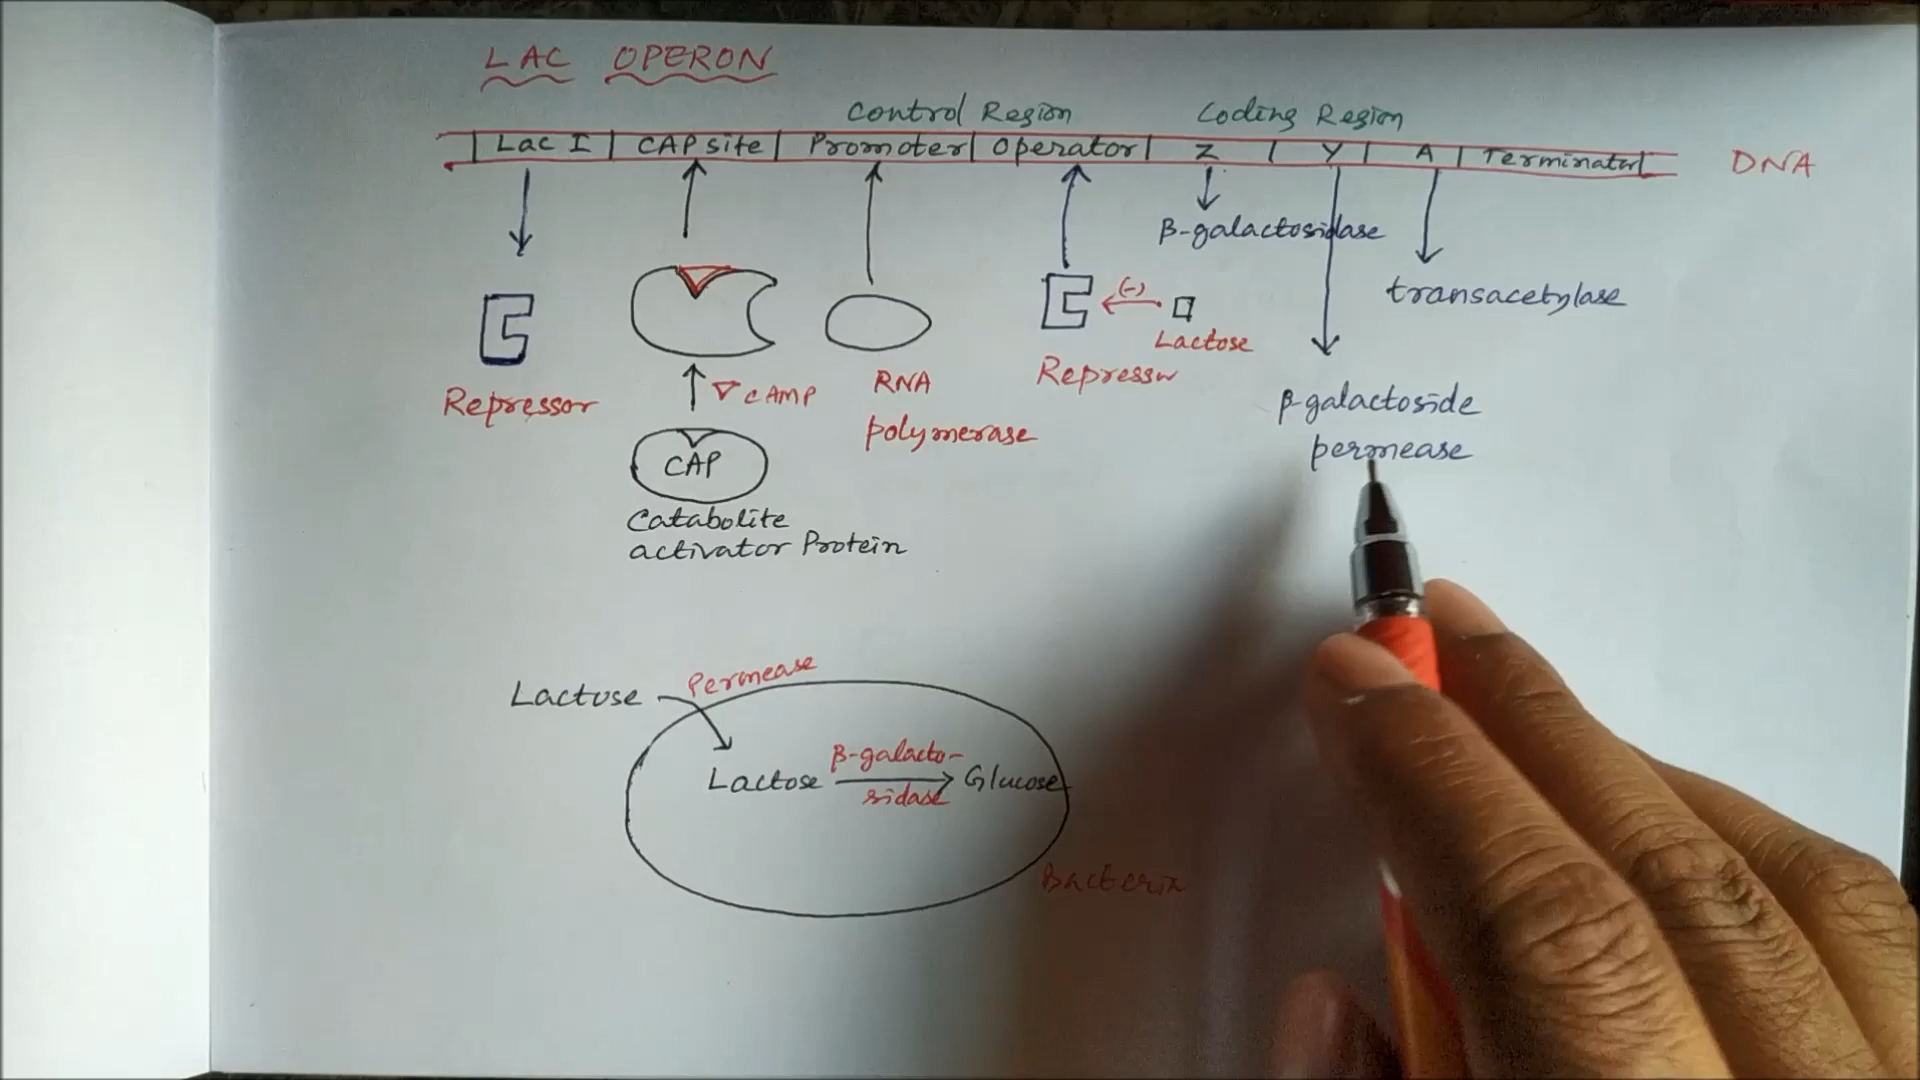 LAC OPERON
Control Region Coding Region
Lac I CAP site Promoter Operator Z Y A Terminator DNA
β-galactosidase
transacetylase
(-)
Lactose
Repressor
cAMP
RNA
polymerase
Repressor
β-galactoside
permease
CAP
Catabolite
activator Protein
Permease
Lactose
β-galacto-
Lactose Glucose
sidase
Bacteria